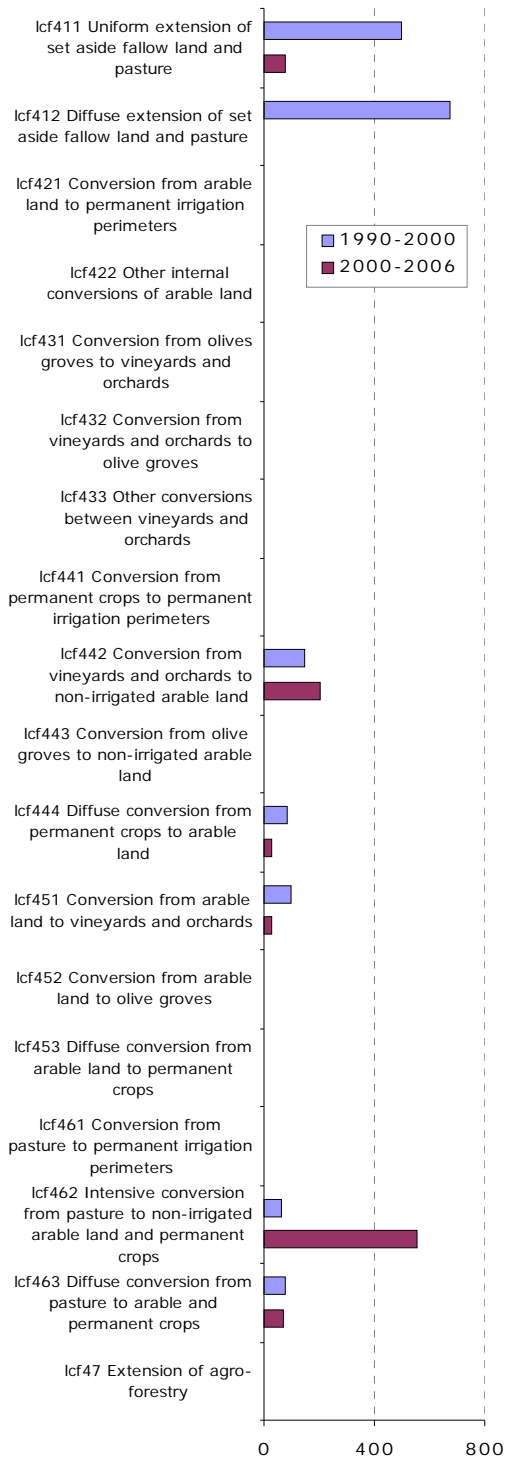 lcf411 Uniform extension of
set aside fallow land and
pasture
lcf412 Diffuse extension of set
aside fallow land and pasture
lcf421 Conversion from arable
land to permanent irrigation
perimeters
1990-2000
2000-2006
lcf422 Other internal
conversions of arable land
lcf431 Conversion from olives
groves to vineyards and
orchards
lcf432 Conversion from
vineyards and orchards to
olive groves
lcf433 Other conversions
between vineyards and
orchards
lcf441 Conversion from
permanent crops to permanent
irrigation perimeters
lcf442 Conversion from
vineyards and orchards to
non-irrigated arable land
lcf443 Conversion from olive
groves to non-irrigated arable
land
lcf444 Diffuse conversion from
permanent crops to arable
land
lcf451 Conversion from arable
land to vineyards and orchards
lcf452 Conversion from arable
land to olive groves
lcf453 Diffuse conversion from
arable land to permanent
crops
lcf461 Conversion from
pasture to permanent irrigation
perimeters
lcf462 Intensive conversion
from pasture to non-irrigated
arable land and permanent
crops
lcf463 Diffuse conversion from
pasture to arable and
permanent crops
lcf47 Extension of agro-
forestry
0 400 800